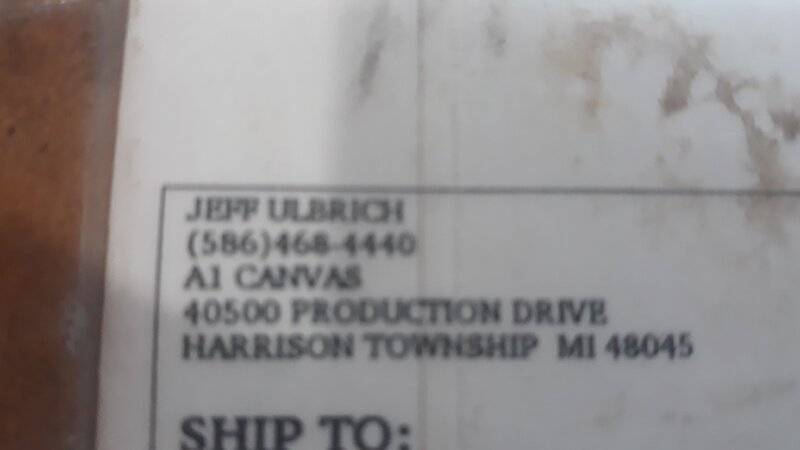 JEFF ULBRICH
(586)468-4440
A1 CANVAS
40500 PRODUCTION DRIVE
HARRISON TOWNSHIP MI 48045
SHIP TO: